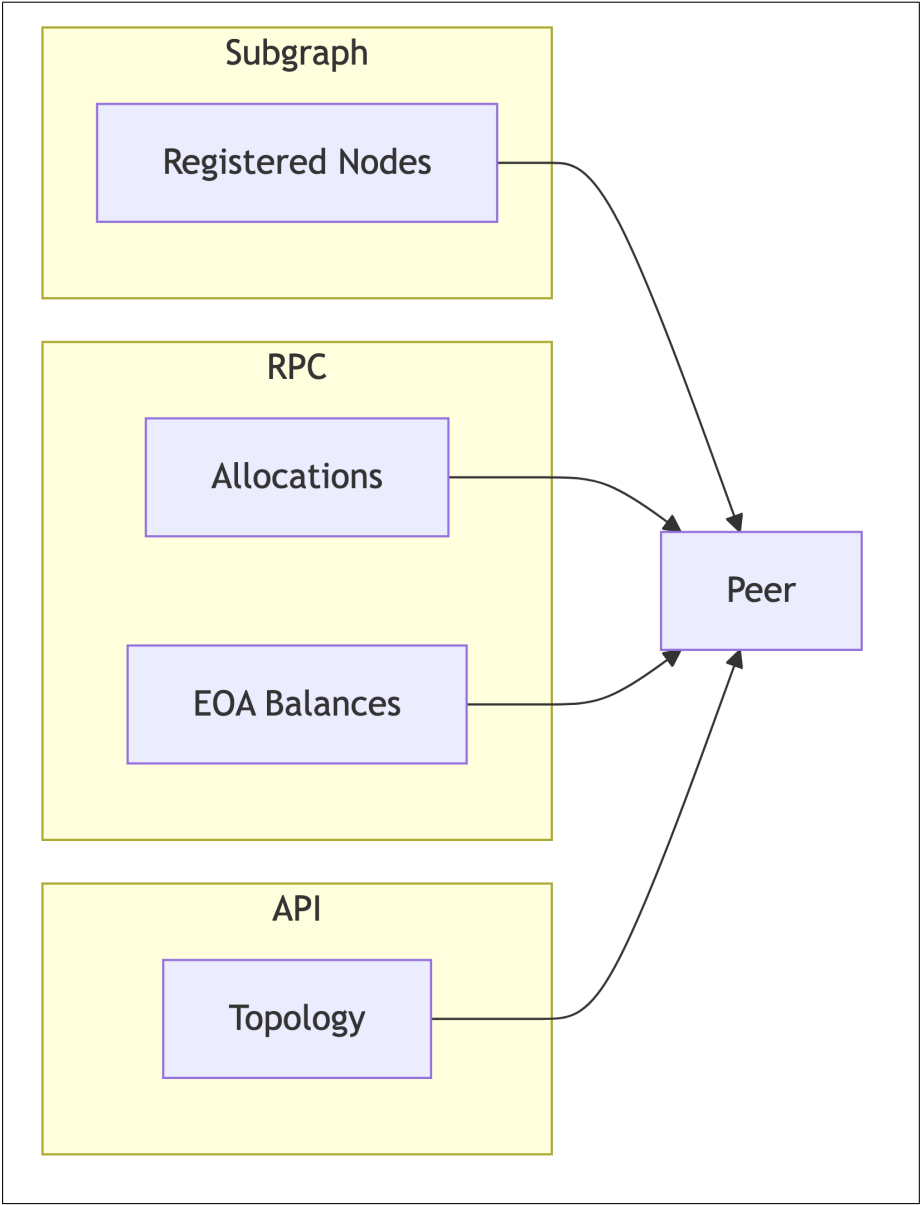 Subgraph
Registered Nodes
RPC
Allocations
Peer
EOA Balances
API
Topology